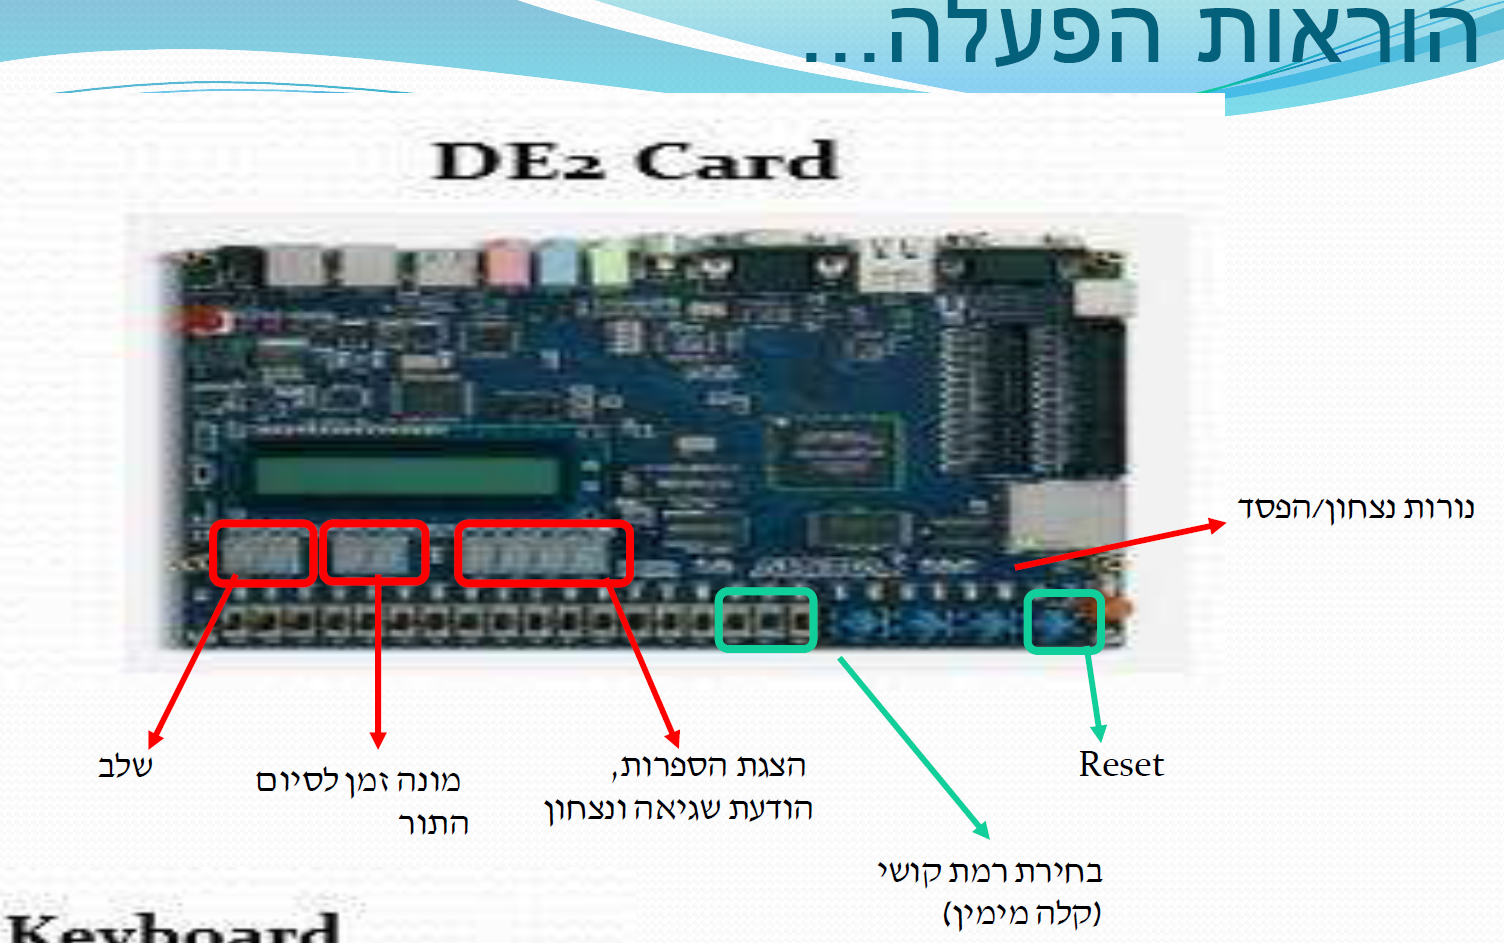 הוראות הפעלה...
DE2 Card
נורות נצחון/הפסד
שלב
מונה זמן לסיום
התור
הצגת הספרות,
הודעת שגיאה ונצחון
Reset
בחירת רמת קושי
(קלה מימין)
Keyboard